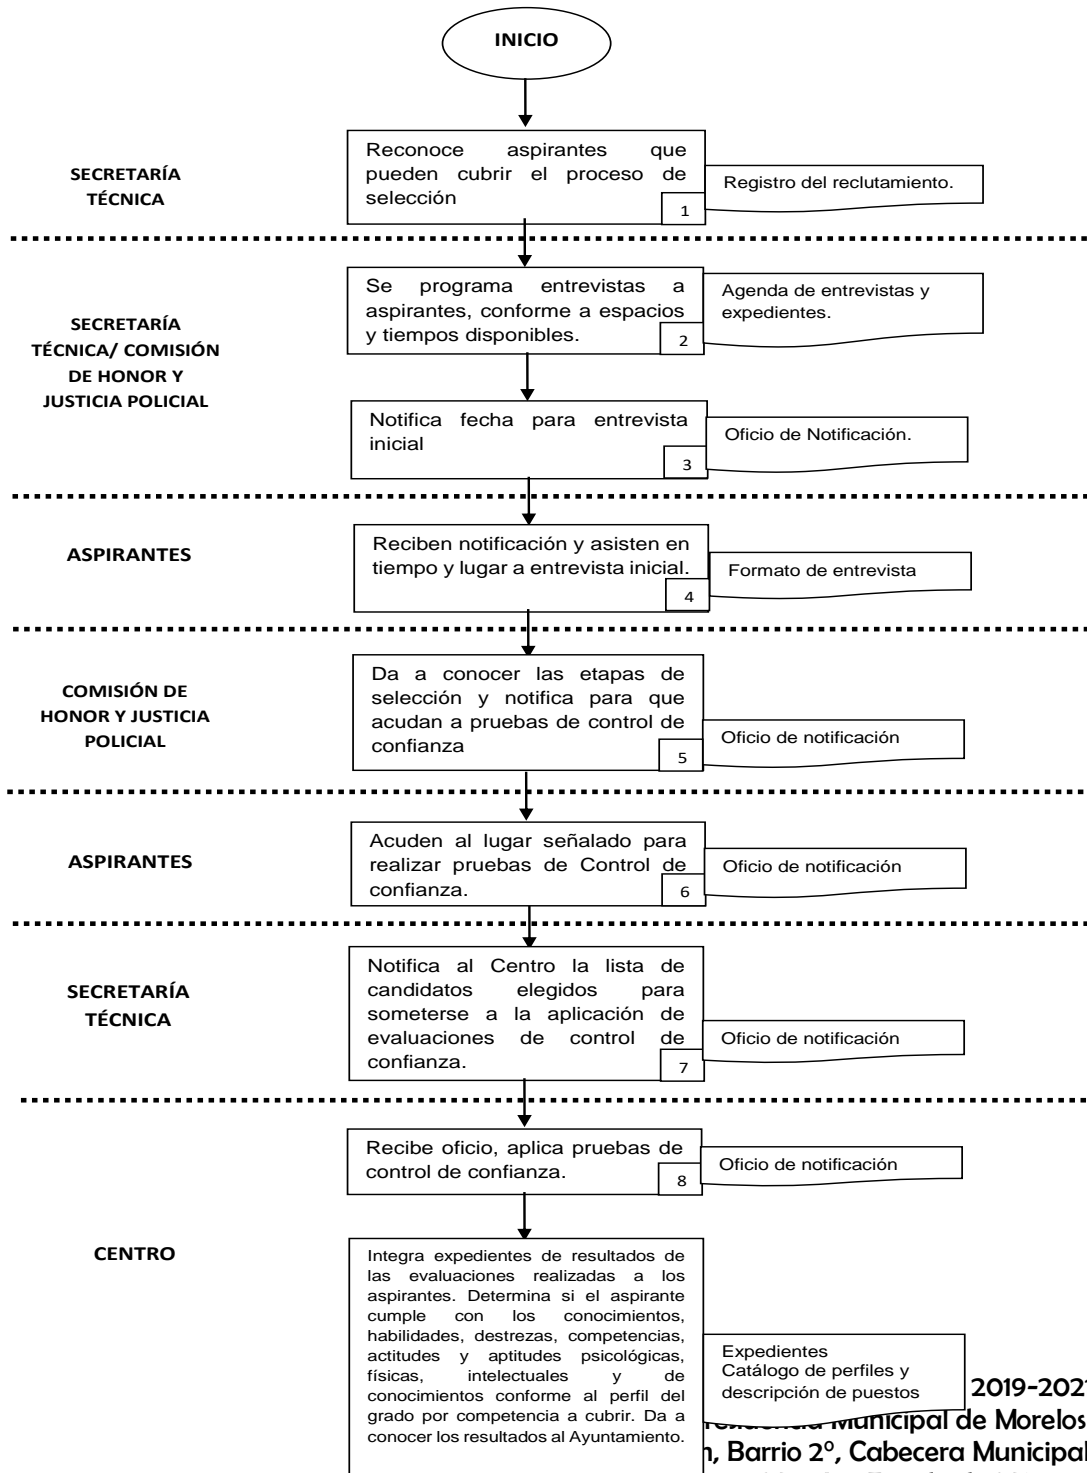 INICIO
SECRETARÍA
TÉCNICA
Reconoce aspirantes que
pueden cubrir el proceso de
selección
1
Registro del reclutamiento.
SECRETARÍA
TÉCNICA/ COMISIÓN
DE HONOR Y
JUSTICIA POLICIAL
Se programa entrevistas a
aspirantes, conforme a espacios
y tiempos disponibles.
2
Agenda de entrevistas y
expedientes.
Notifica fecha para entrevista
inicial
3
Oficio de Notificación.
ASPIRANTES
Reciben notificación y asisten en
tiempo y lugar a entrevista inicial.
4
Formato de entrevista
COMISIÓN DE
HONOR Y JUSTICIA
POLICIAL
Da a conocer las etapas de
selección y notifica para que
acudan a pruebas de control de
confianza
5
Oficio de notificación
ASPIRANTES
Acuden al lugar señalado para
realizar pruebas de Control de
confianza.
6
Oficio de notificación
SECRETARÍA
TÉCNICA
Notifica al Centro la lista de
candidatos elegidos para
someterse a la aplicación de
evaluaciones de control de
confianza.
7
Oficio de notificación
Recibe oficio, aplica pruebas de
control de confianza.
8
Oficio de notificación
CENTRO
Integra expedientes de resultados de
las evaluaciones realizadas a los
aspirantes. Determina si el aspirante
cumple con los conocimientos,
habilidades, destrezas, competencias,
actitudes y aptitudes psicológicas,
físicas, intelectuales y de
conocimientos conforme al perfil del
grado por competencia a cubrir. Da a
conocer los resultados al Ayuntamiento.
Expedientes
Catálogo de perfiles y
descripción de puestos
2019-2021
Municipal de Morelos
, Barrio 2°, Cabecera Municipal